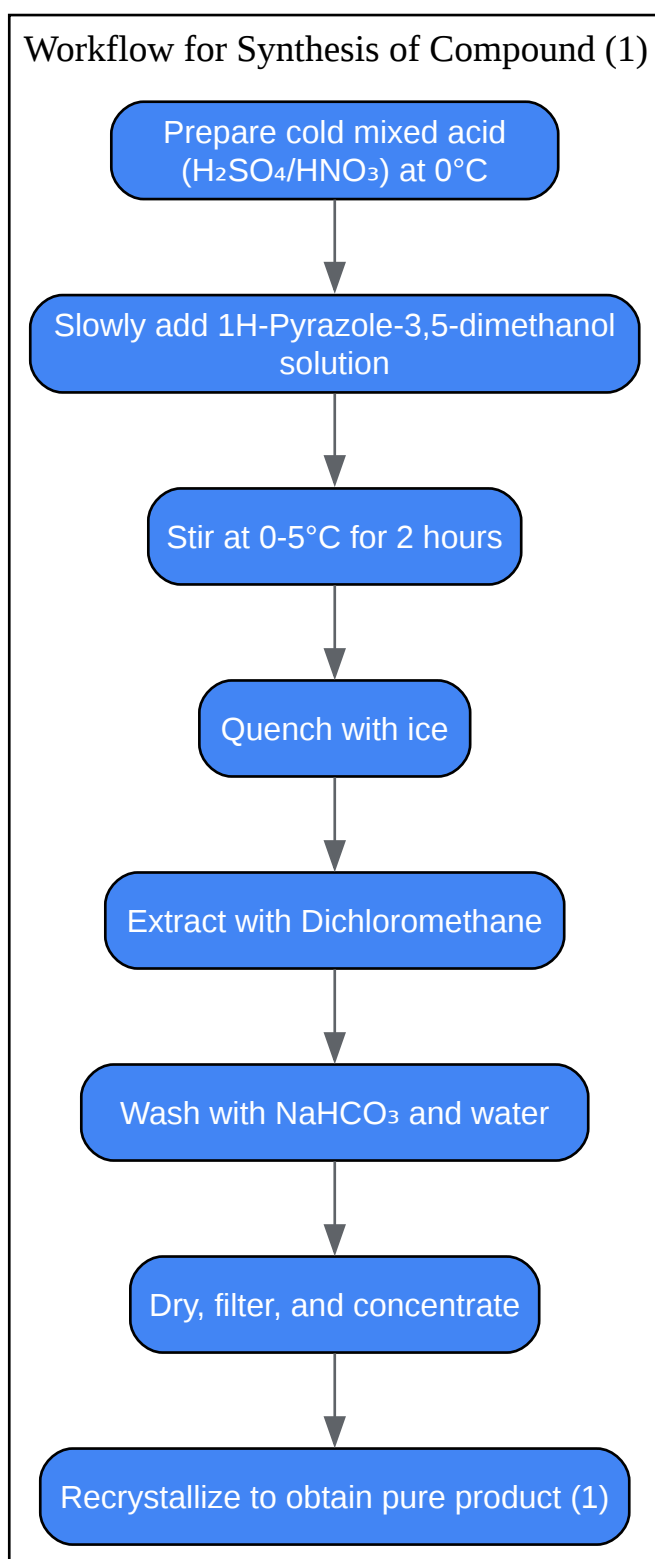 Workflow for Synthesis of Compound (1)
Prepare cold mixed acid
(H₂SO₄/HNO₃) at 0°C
Slowly add 1H-Pyrazole-3,5-dimethanol
solution
Stir at 0-5°C for 2 hours
Quench with ice
Extract with Dichloromethane
Wash with NaHCO₃ and water
Dry, filter, and concentrate
Recrystallize to obtain pure product (1)